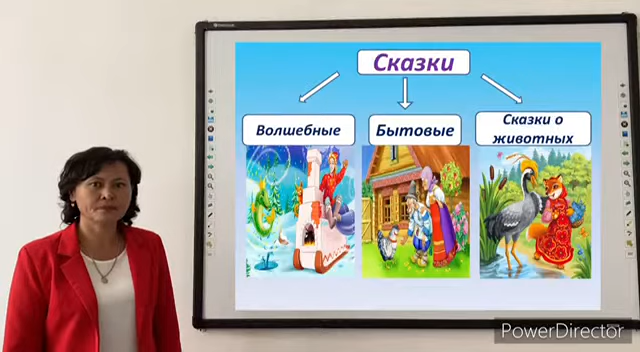 Сказки
Волшебные
Бытовые
Сказки о
животных
PowerDirector